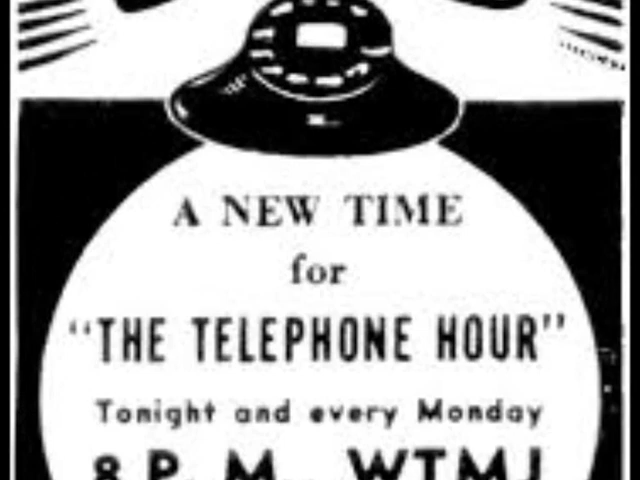 A NEW TIME
for
"THE TELEPHONE HOUR"
Tonight and every Monday
8 P. M., WTMJ